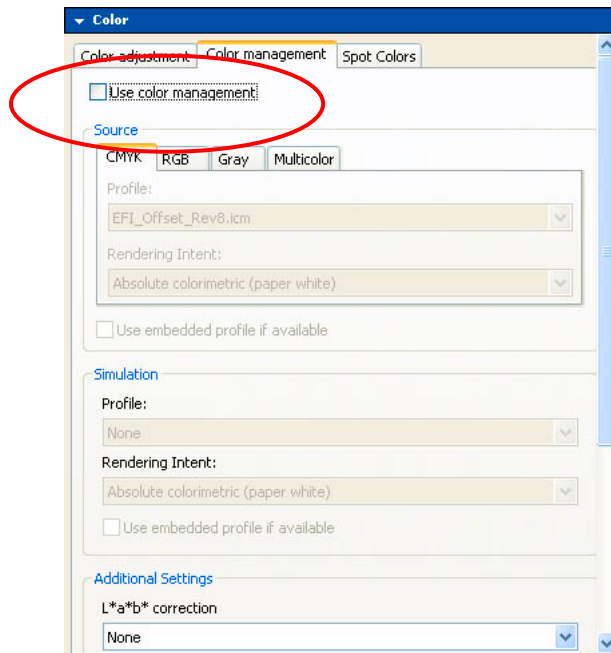 Color
Color adjustment Color management Spot Colors
Use color management
Source
CMYK RGB Gray Multicolor
Profile:
EFI_Offset_Rev8.icm
Rendering Intent:
Absolute colorimetric (paper white)
Use embedded profile if available
Simulation
Profile:
None
Rendering Intent:
Absolute colorimetric (paper white)
Use embedded profile if available
Additional Settings
L*a*b* correction
None